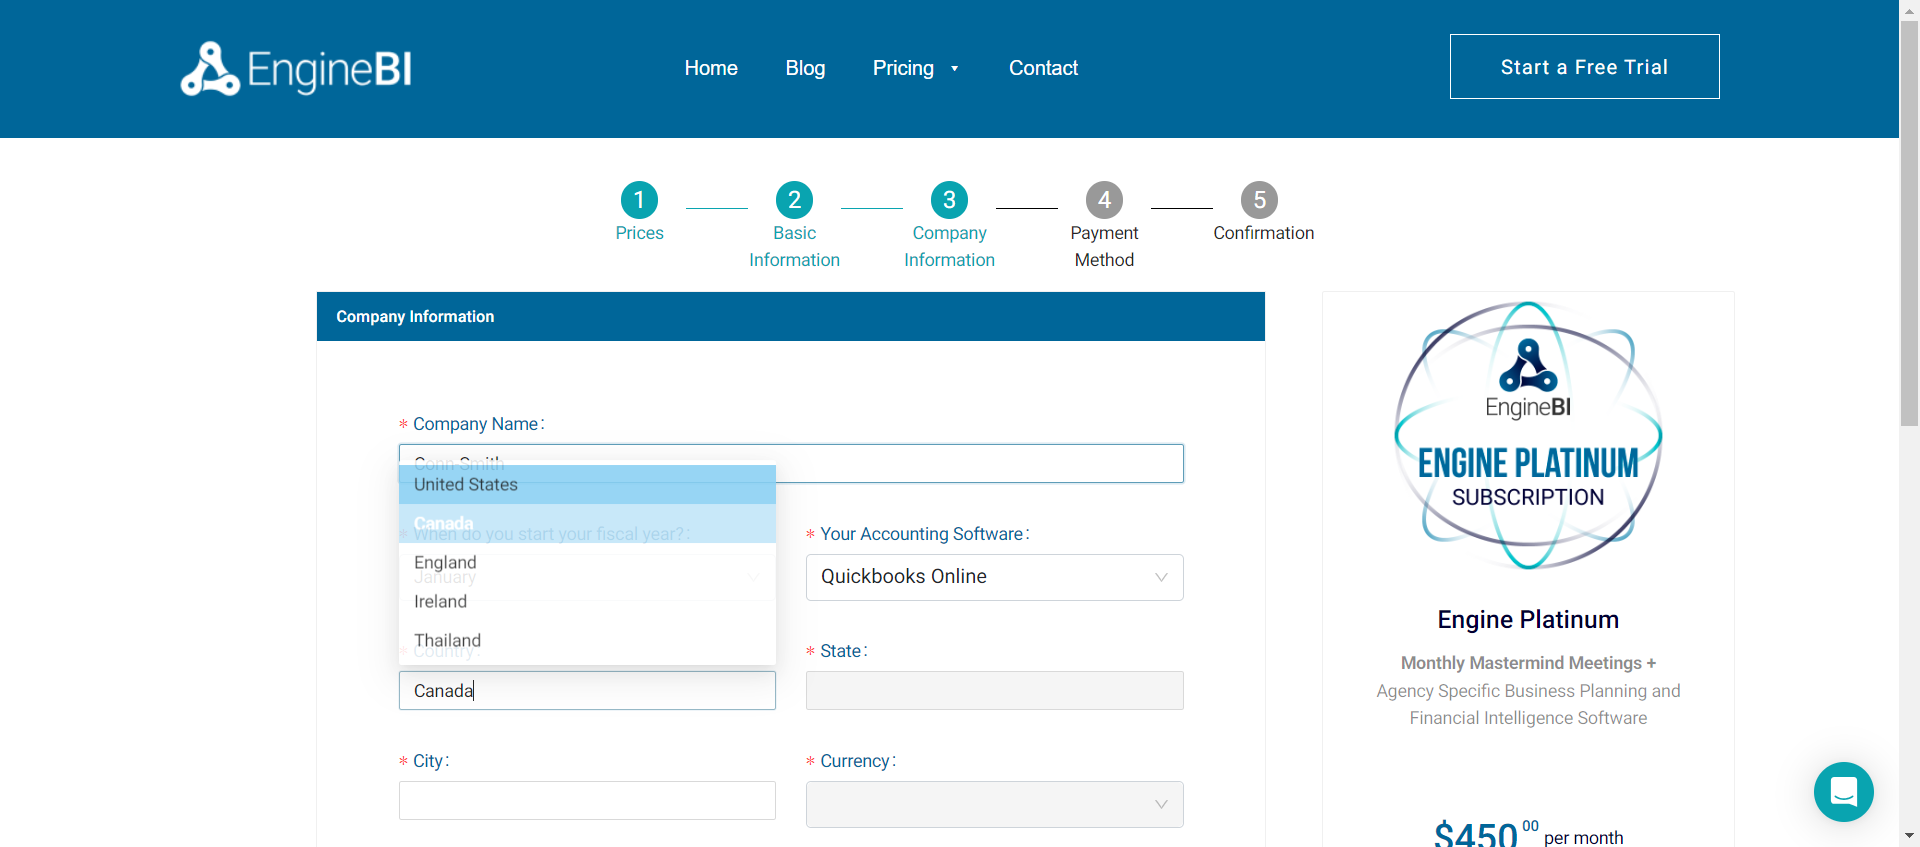 EngineBI
Home
Blog
Pricing
Contact
Start a Free Trial
1
2
3
4
5
Prices
Basic
Information
Company
Information
Payment
Method
Confirmation
Company Information
* Company Name:
Conn-Smith
United States
Canada
* When do you start your fiscal year?:
England
January
Ireland
Thailand
* Country:
Canada
* Your Accounting Software:
Quickbooks Online
* State:
* City:
* Currency:
EngineBI
ENGINE PLATINUM
SUBSCRIPTION
Engine Platinum
Monthly Mastermind Meetings +
Agency Specific Business Planning and
Financial Intelligence Software
$450 00 per month